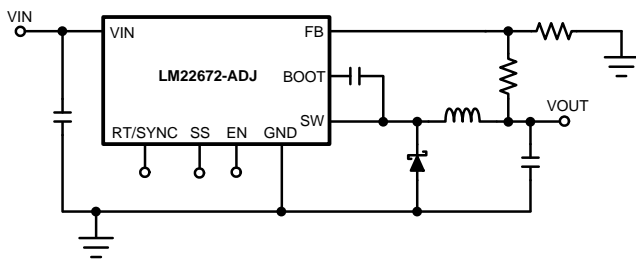 VIN
VIN
FB
LM22672-ADJ
BOOT
SW
VOUT
RT/SYNC
SS
EN
GND